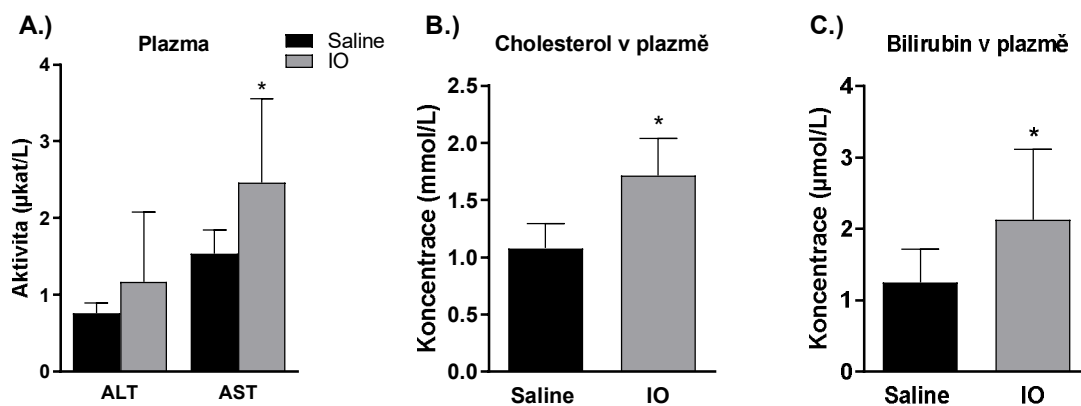 A.)
Plazma
Saline
IO
Aktivita (µkat/L)
4
3
2
1
0
*
ALT
AST
B.)
Cholesterol v plazmě
Koncentrace (mmol/L)
2.5
2.0
1.5
1.0
0.5
0.0
*
Saline
IO
C.)
Bilirubin v plazmě
Koncentrace (µmol/L)
4
3
2
1
0
*
Saline
IO